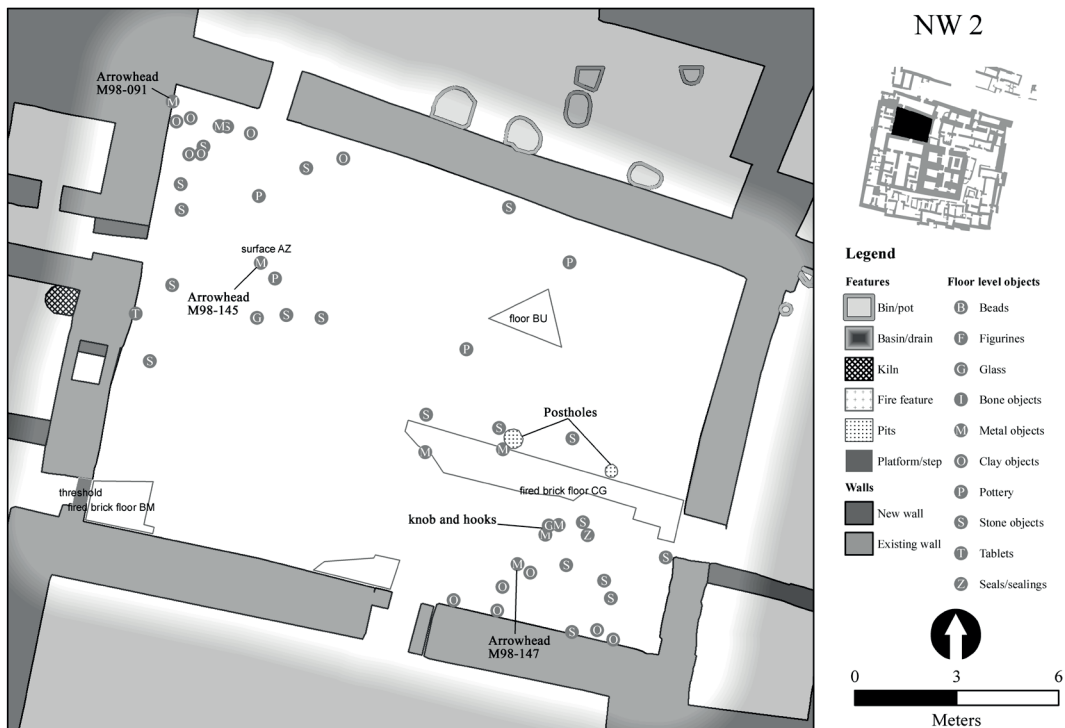 NW 2
Arrowhead
M98-091
M
O
O
M
S
O
S
O
O
O
S
S
P
S
S
S
surface AZ
M
P
Arrowhead
M98-145
P
S
T
G
S
S
floor BU
P
S
S
S
S
Postholes
M
M
fired brick floor CG
threshold
fired brick floor BM
knob and hooks
G
M
M
S
Z
S
M
O
S
S
O
S
O
O
S
O
O
Arrowhead
M98-147
Legend
Features
Bin/pot
Basin/drain
Kiln
Fire feature
Pits
Platform/step
Walls
New wall
Existing wall
Floor level objects
B Beads
F Figurines
G Glass
I Bone objects
M Metal objects
O Clay objects
P Pottery
S Stone objects
T Tablets
Z Seals/sealings
0 3 6
Meters